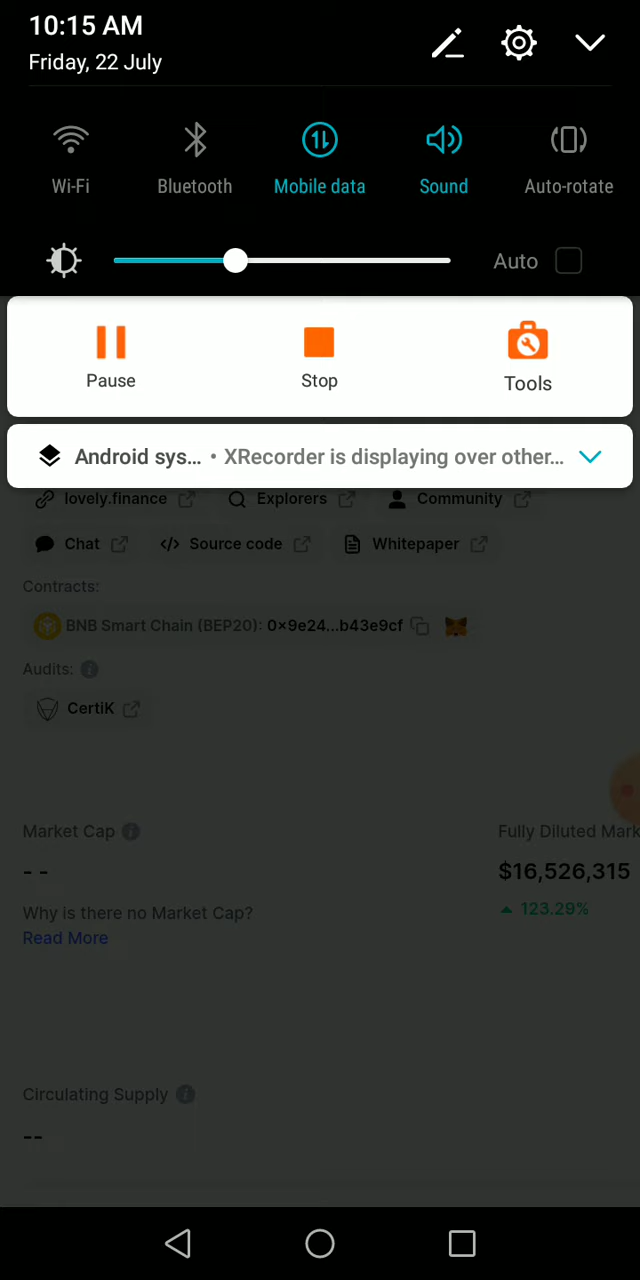 10:15 AM
Friday, 22 July
Wi-Fi Bluetooth Mobile data Sound Auto-rotate
Auto
Pause Stop Tools
Android sys... • XRecorder is displaying over other...
lovely.finance Explorers Community
Chat </> Source code Whitepaper
Contracts:
BNB Smart Chain (BEP20): 0x9e24...b43e9cf
Audits: i
CertiK
Market Cap i Fully Diluted Mark
- - $16,526,315
123.29%
Why is there no Market Cap?
Read More
Circulating Supply i
--